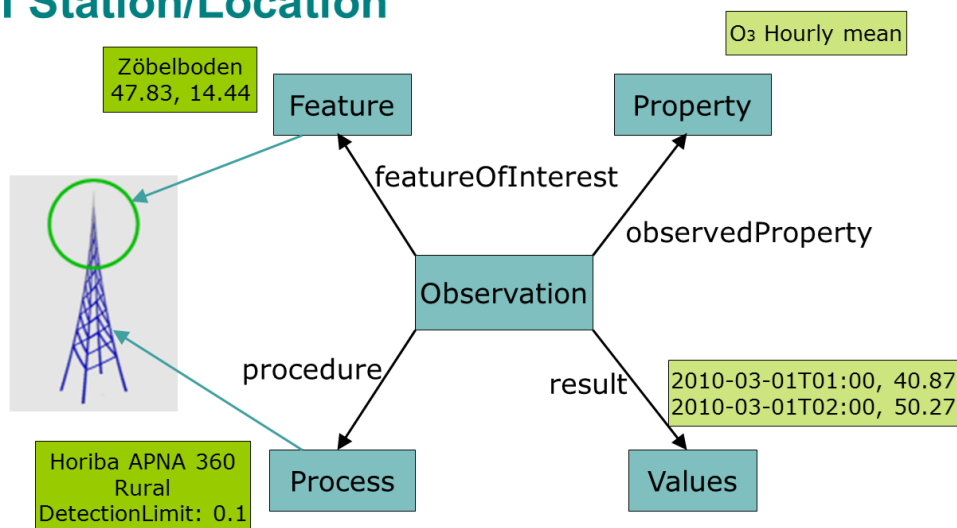 Station/Location
O₃ Hourly mean
Zöbelboden
47.83, 14.44
Feature
Property
featureOfInterest
observedProperty
Observation
procedure
result
2010-03-01T01:00, 40.87
2010-03-01T02:00, 50.27
Horiba APNA 360
Rural
DetectionLimit: 0.1
Process
Values